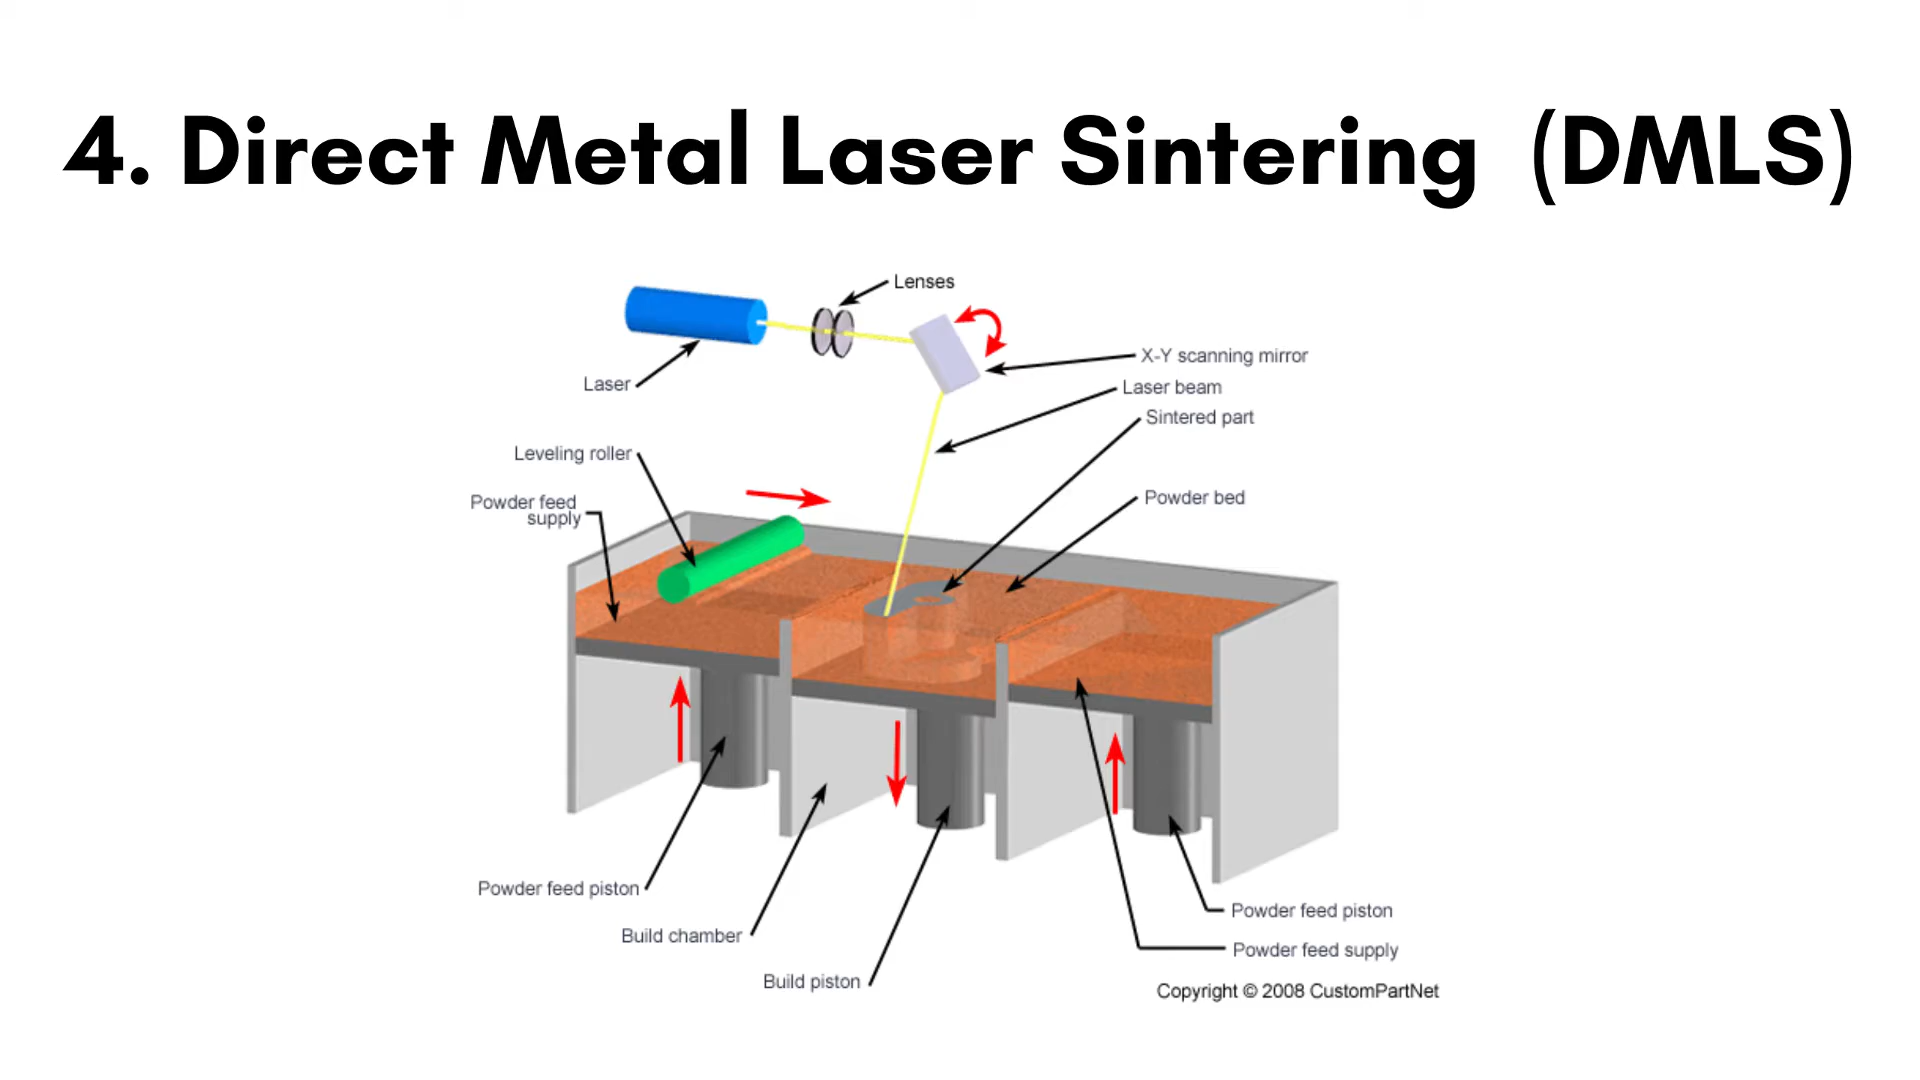 4. Direct Metal Laser Sintering (DMLS)
Lenses
X-Y scanning mirror
Laser
Laser beam
Sintered part
Leveling roller
Powder feed
supply
Powder bed
Powder feed piston
Build chamber
Build piston
Powder feed piston
Powder feed supply
Copyright © 2008 CustomPartNet